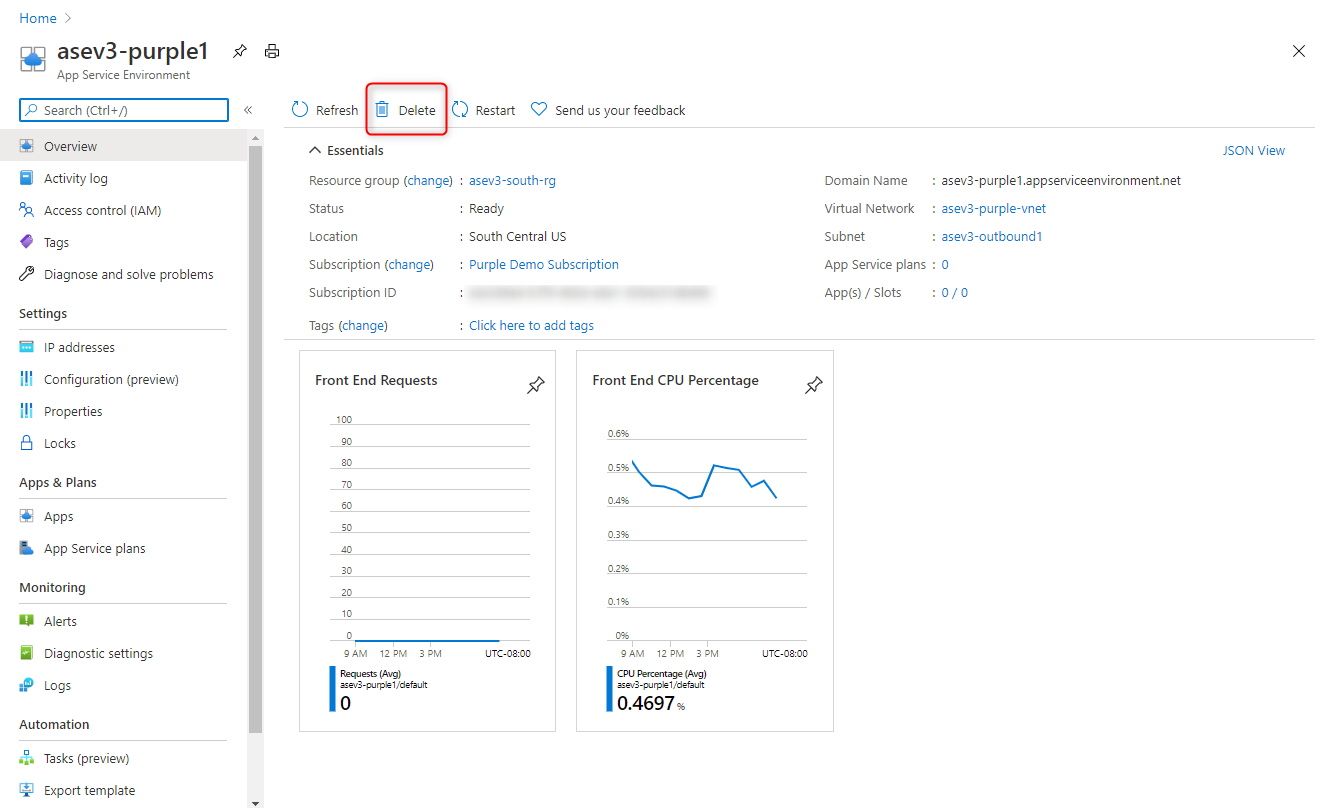 Home
asev3-purple1
App Service Environment
Search (Ctrl+/)
«
Refresh
Delete
Restart
Send us your feedback
Overview
Activity log
Access control (IAM)
Tags
Diagnose and solve problems
Settings
IP addresses
Configuration (preview)
Properties
Locks
Apps & Plans
Apps
App Service plans
Monitoring
Alerts
Diagnostic settings
Logs
Automation
Tasks (preview)
Export template
Essentials
JSON View
Resource group (change) : asev3-south-rg
Status : Ready
Location : South Central US
Subscription (change) : Purple Demo Subscription
Subscription ID :
Tags (change) : Click here to add tags
Domain Name : asev3-purple1.appserviceenvironment.net
Virtual Network : asev3-purple-vnet
Subnet : asev3-outbound1
App Service plans : 0
App(s) / Slots : 0 / 0
Front End Requests
100
90
80
70
60
50
40
30
20
10
0
9 AM 12 PM 3 PM UTC-08:00
Requests (Avg)
asev3-purple1/default
0
Front End CPU Percentage
0.6%
0.5%
0.4%
0.3%
0.2%
0.1%
0%
9 AM 12 PM 3 PM UTC-08:00
CPU Percentage (Avg)
asev3-purple1/default
0.4697 %